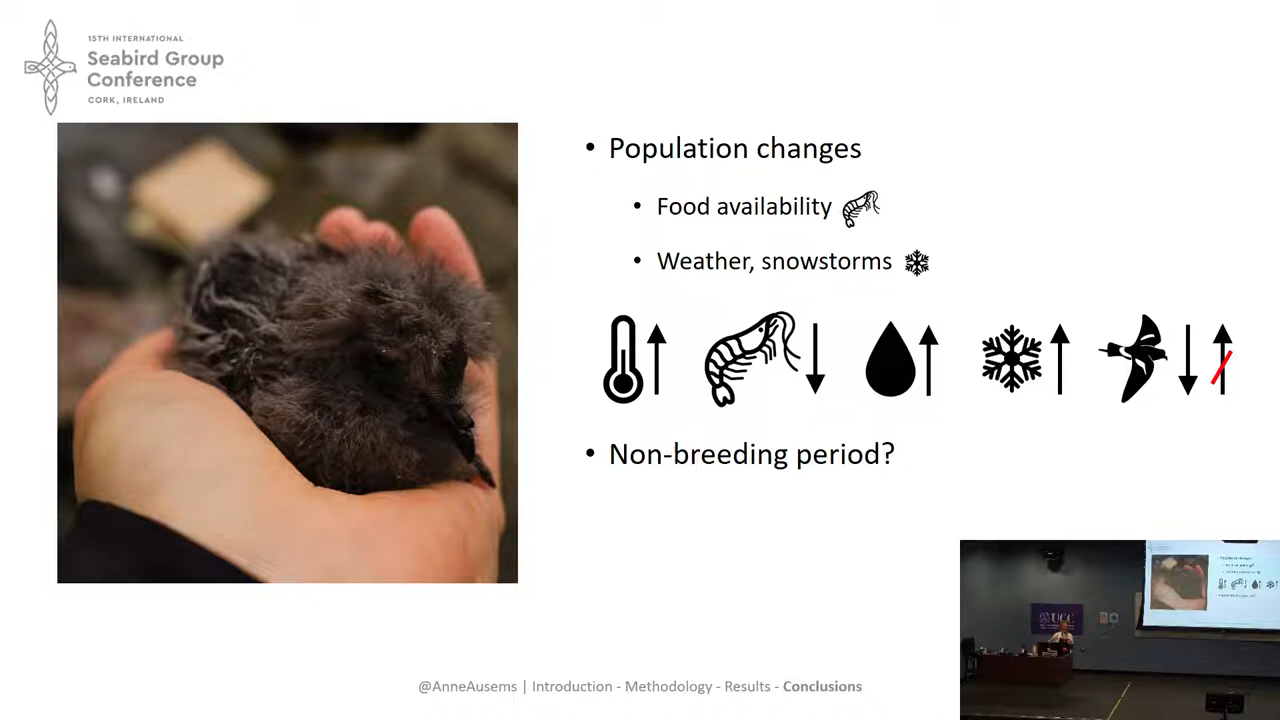 15TH INTERNATIONAL
Seabird Group
Conference
CORK, IRELAND
• Population changes
• Food availability
• Weather, snowstorms
• Non-breeding period?
UCC
@AnneAusems | Introduction - Methodology - Results - Conclusions